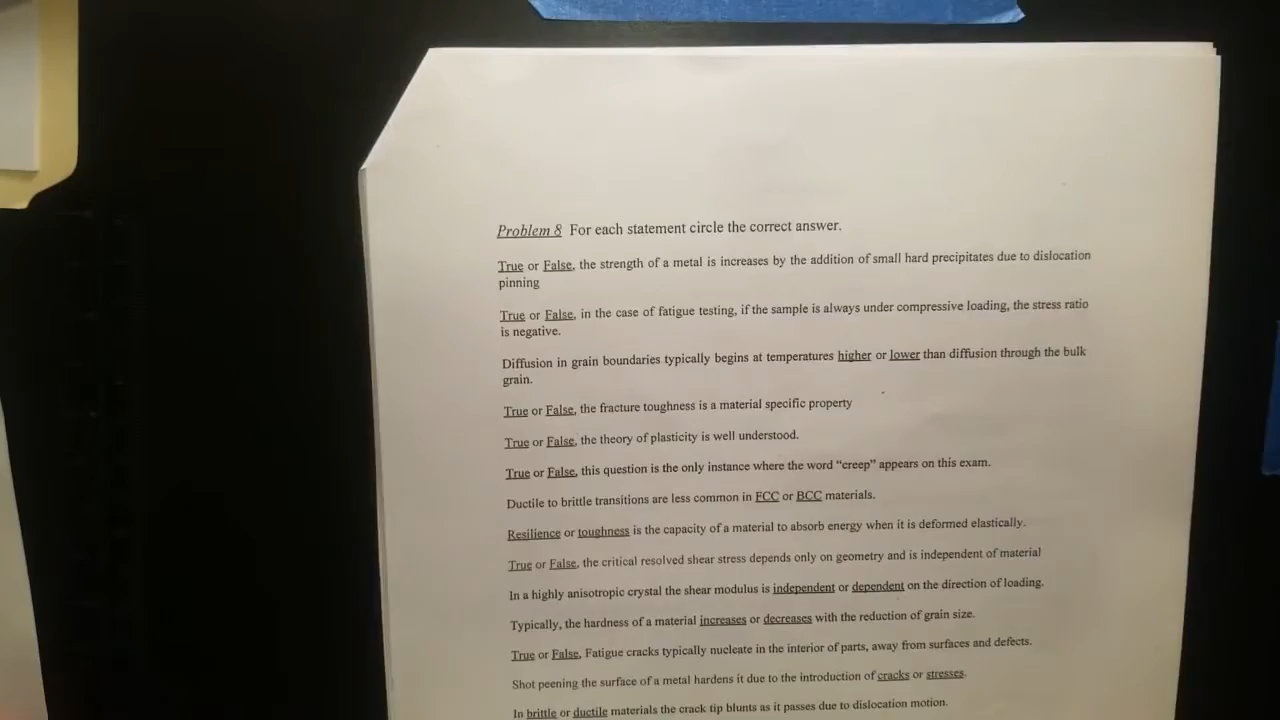 Problem 8 For each statement circle the correct answer.
True or False, the strength of a metal is increases by the addition of small hard precipitates due to dislocation
pinning
True or False, in the case of fatigue testing, if the sample is always under compressive loading, the stress ratio
is negative.
Diffusion in grain boundaries typically begins at temperatures higher or lower than diffusion through the bulk
grain.
True or False, the fracture toughness is a material specific property
True or False, the theory of plasticity is well understood.
True or False, this question is the only instance where the word “creep” appears on this exam.
Ductile to brittle transitions are less common in FCC or BCC materials.
Resilience or toughness is the capacity of a material to absorb energy when it is deformed elastically.
True or False, the critical resolved shear stress depends only on geometry and is independent of material
In a highly anisotropic crystal the shear modulus is independent or dependent on the direction of loading.
Typically, the hardness of a material increases or decreases with the reduction of grain size.
True or False, Fatigue cracks typically nucleate in the interior of parts, away from surfaces and defects.
Shot peening the surface of a metal hardens it due to the introduction of cracks or stresses.
In brittle or ductile materials the crack tip blunts as it passes due to dislocation motion.